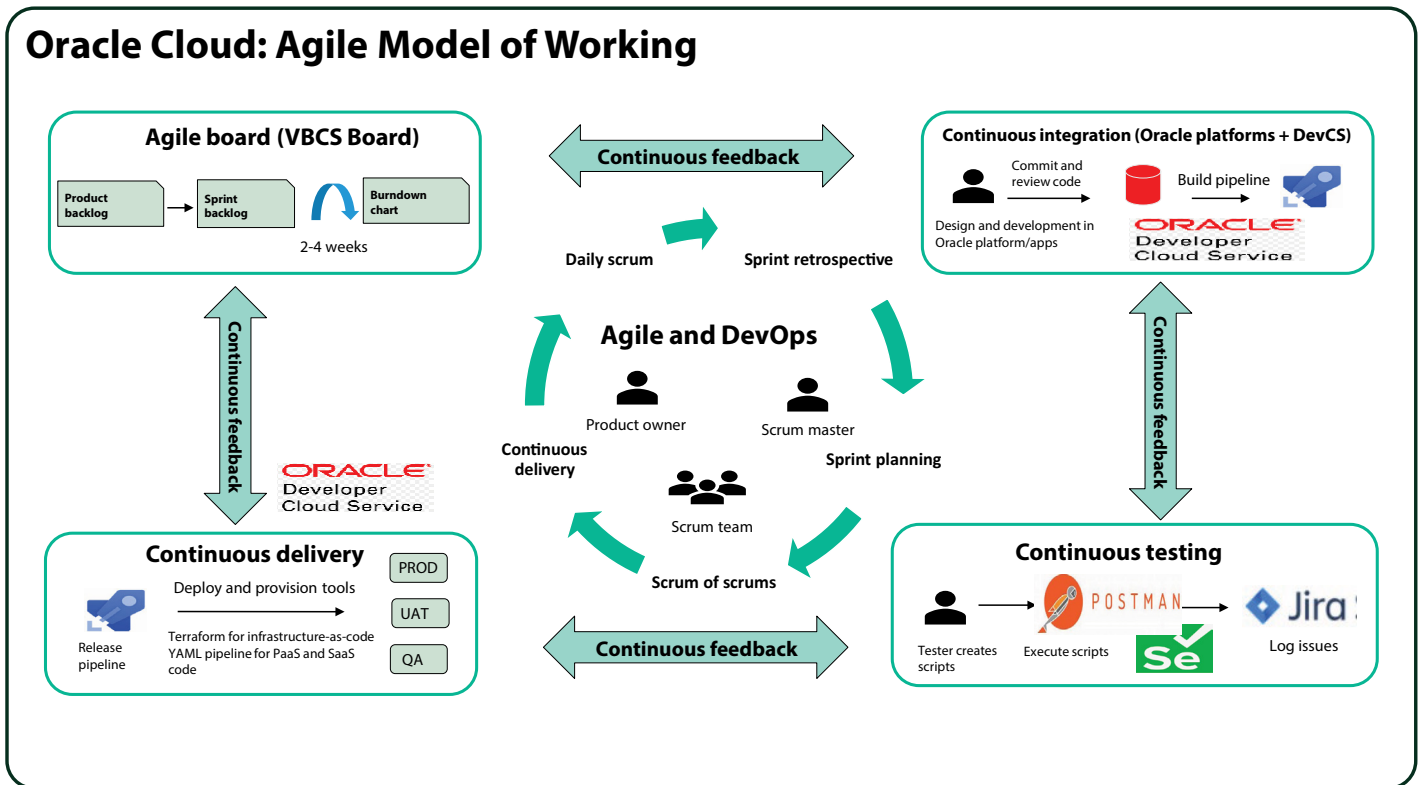 Oracle Cloud: Agile Model of Working
Agile board (VBCS Board)
Product
backlog
Sprint
backlog
Burndown
chart
2-4 weeks
Continuous feedback
Continuous integration (Oracle platforms + DevCS)
Commit and
review code
Build pipeline
Design and development in
Oracle platform/apps
ORACLE
Developer
Cloud Service
Daily scrum
Sprint retrospective
Agile and DevOps
Product owner
Scrum master
Continuous
delivery
Sprint planning
Scrum team
Scrum of scrums
Continuous feedback
Continuous feedback
ORACLE
Developer
Cloud Service
Continuous delivery
Deploy and provision tools
Release
pipeline
Terraform for infrastructure-as-code
YAML pipeline for PaaS and SaaS
code
PROD
UAT
QA
Continuous feedback
Continuous testing
Tester creates
scripts
POSTMAN
Execute scripts
Se
Jira
Log issues